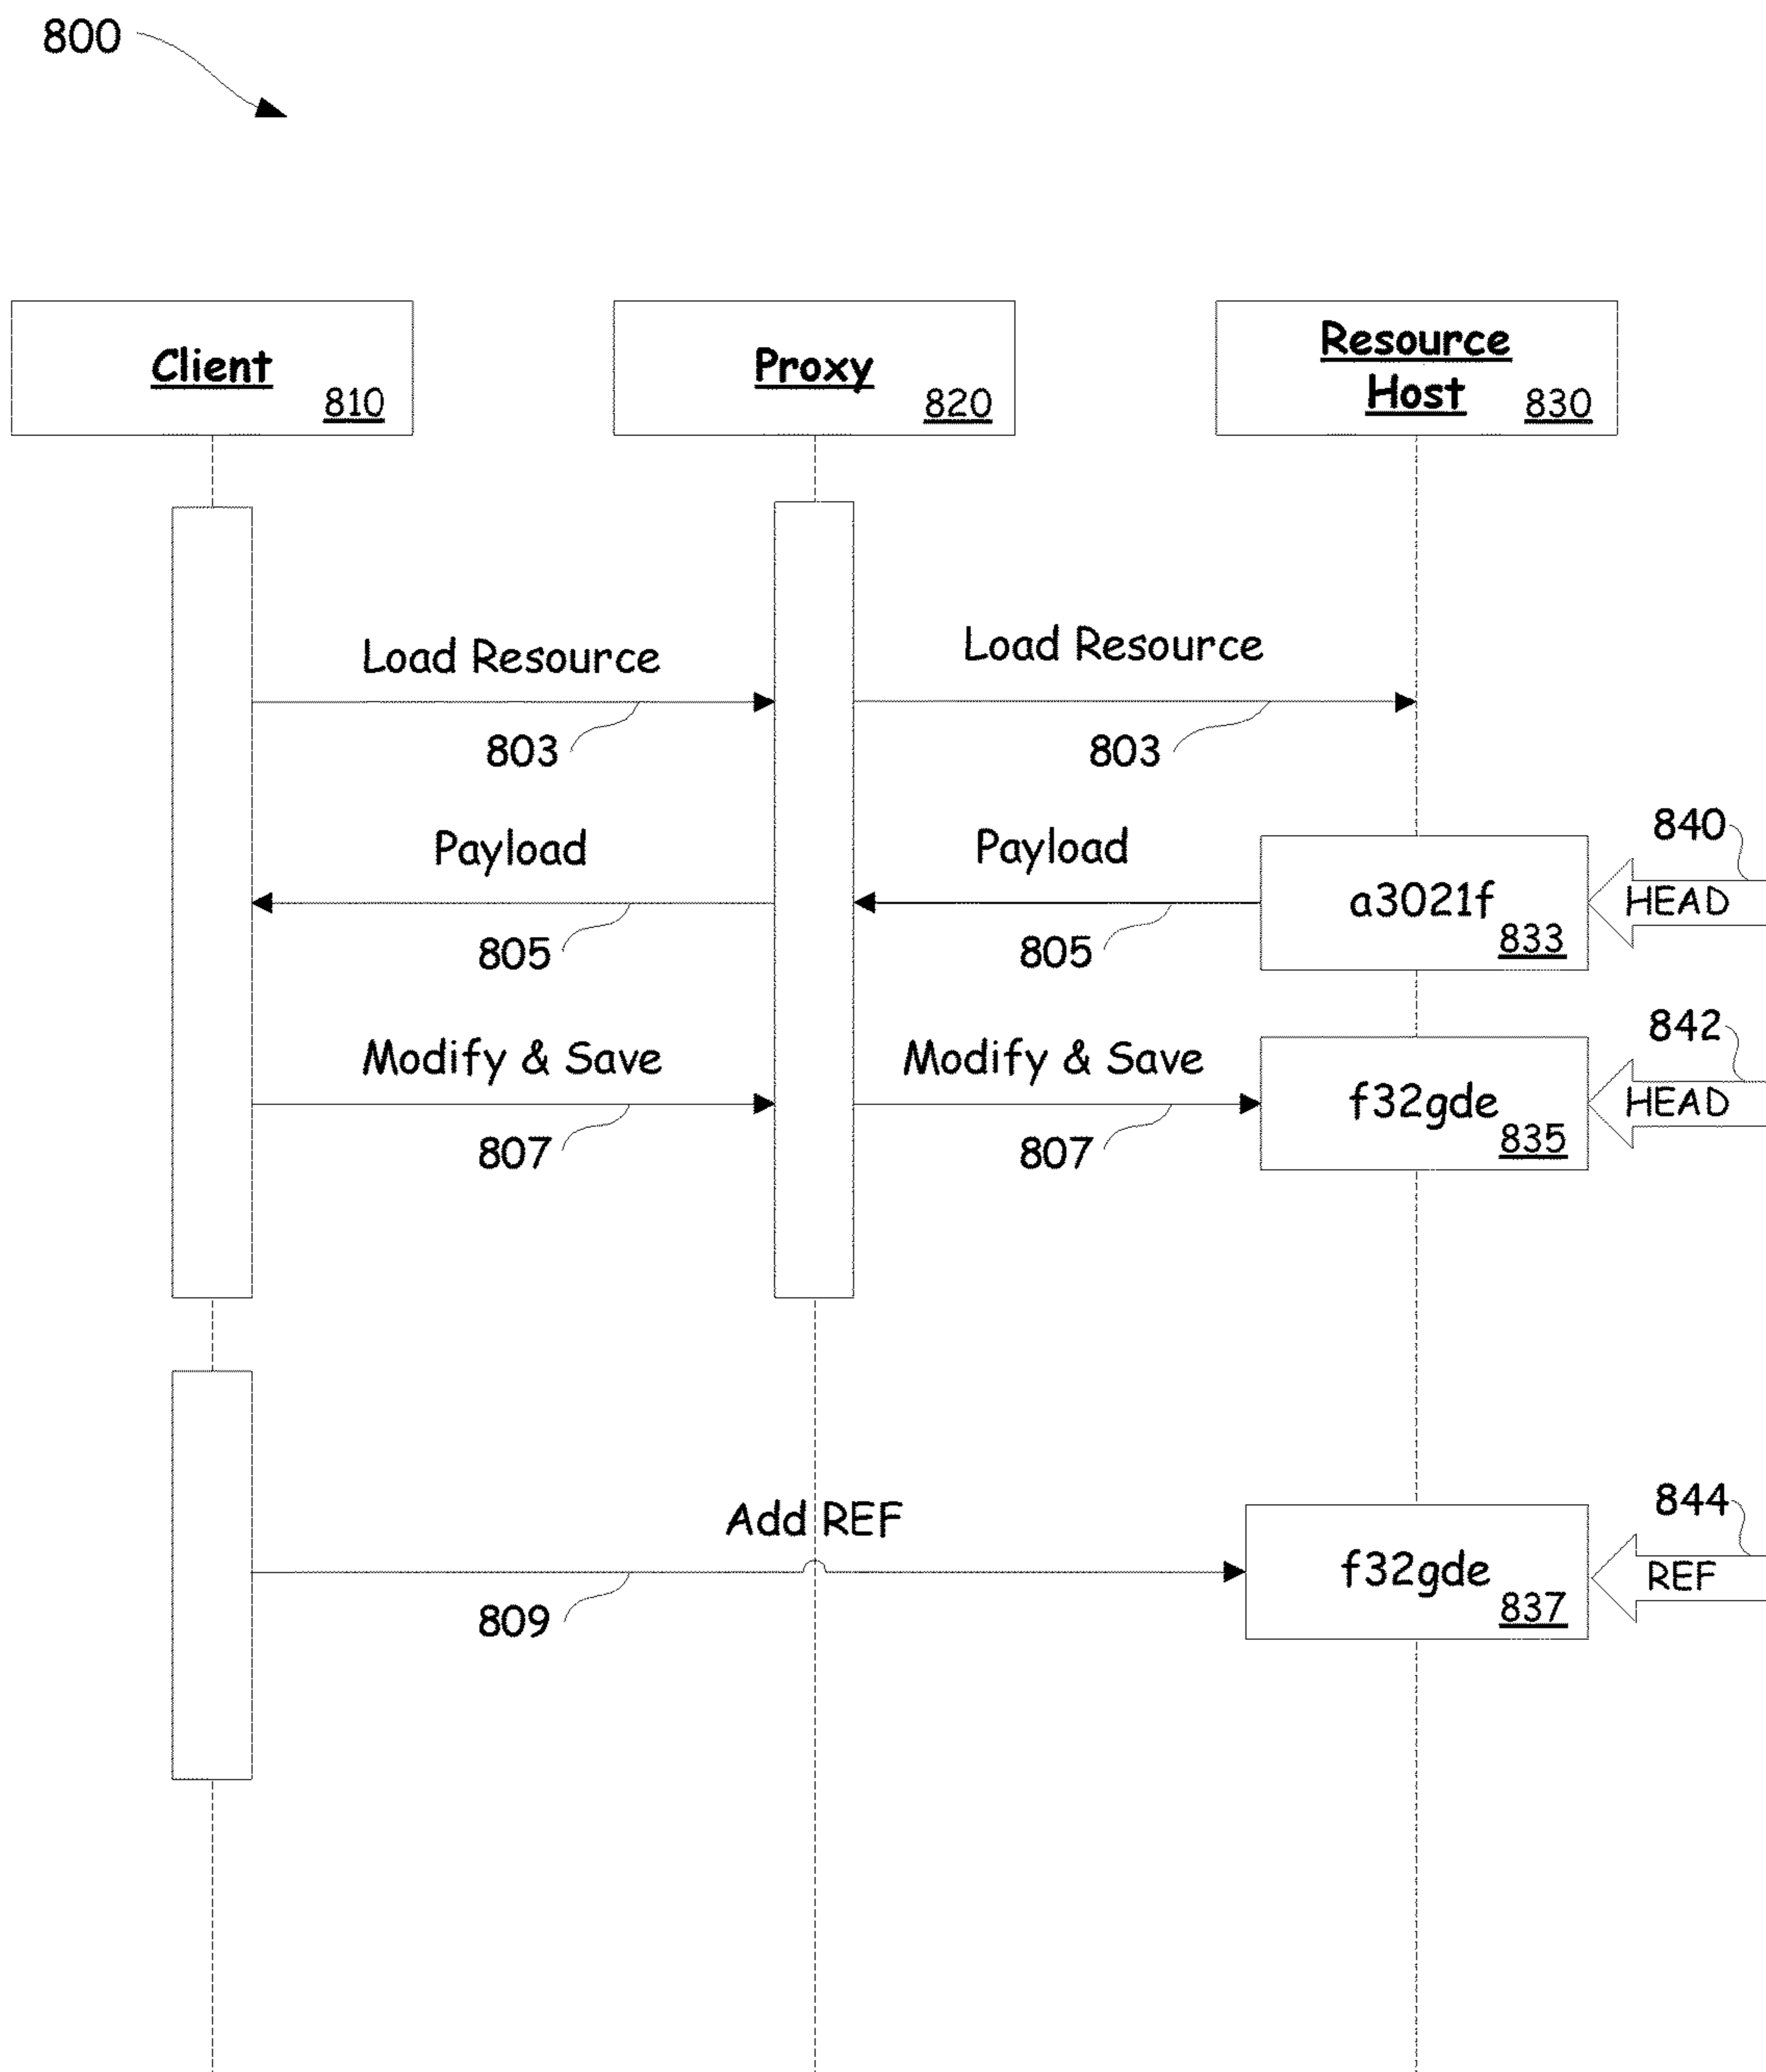 800
Client
810
Proxy
820
Resource
Host
830
Load Resource
803
Load Resource
803
Payload
805
Payload
805
a3021f
833
840
HEAD
Modify & Save
807
Modify & Save
807
f32gde
835
842
HEAD
Add REF
809
f32gde
837
844
REF